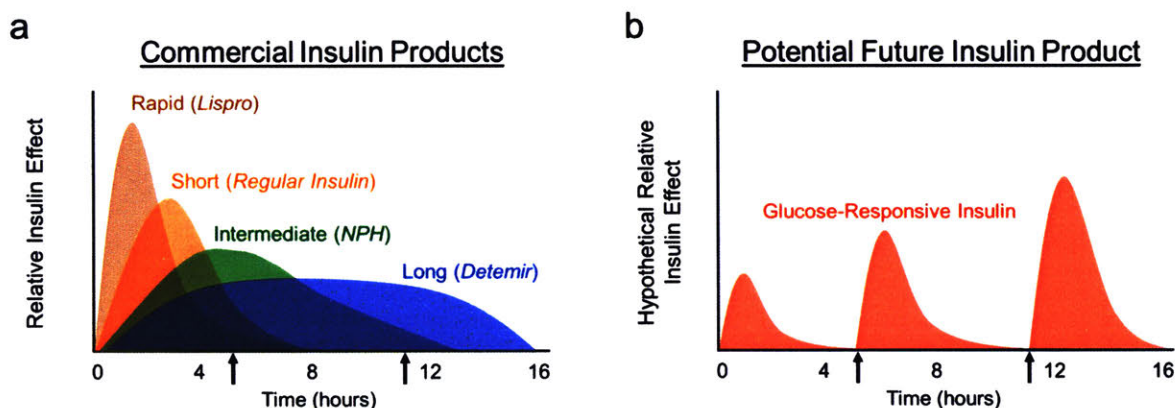 a
Commercial Insulin Products
Relative Insulin Effect
Rapid (Lispro)
Short (Regular Insulin)
Intermediate (NPH)
Long (Detemir)
0 4 8 12 16
Time (hours)
b
Potential Future Insulin Product
Hypothetical Relative
Insulin Effect
Glucose-Responsive Insulin
0 4 8 12 16
Time (hours)